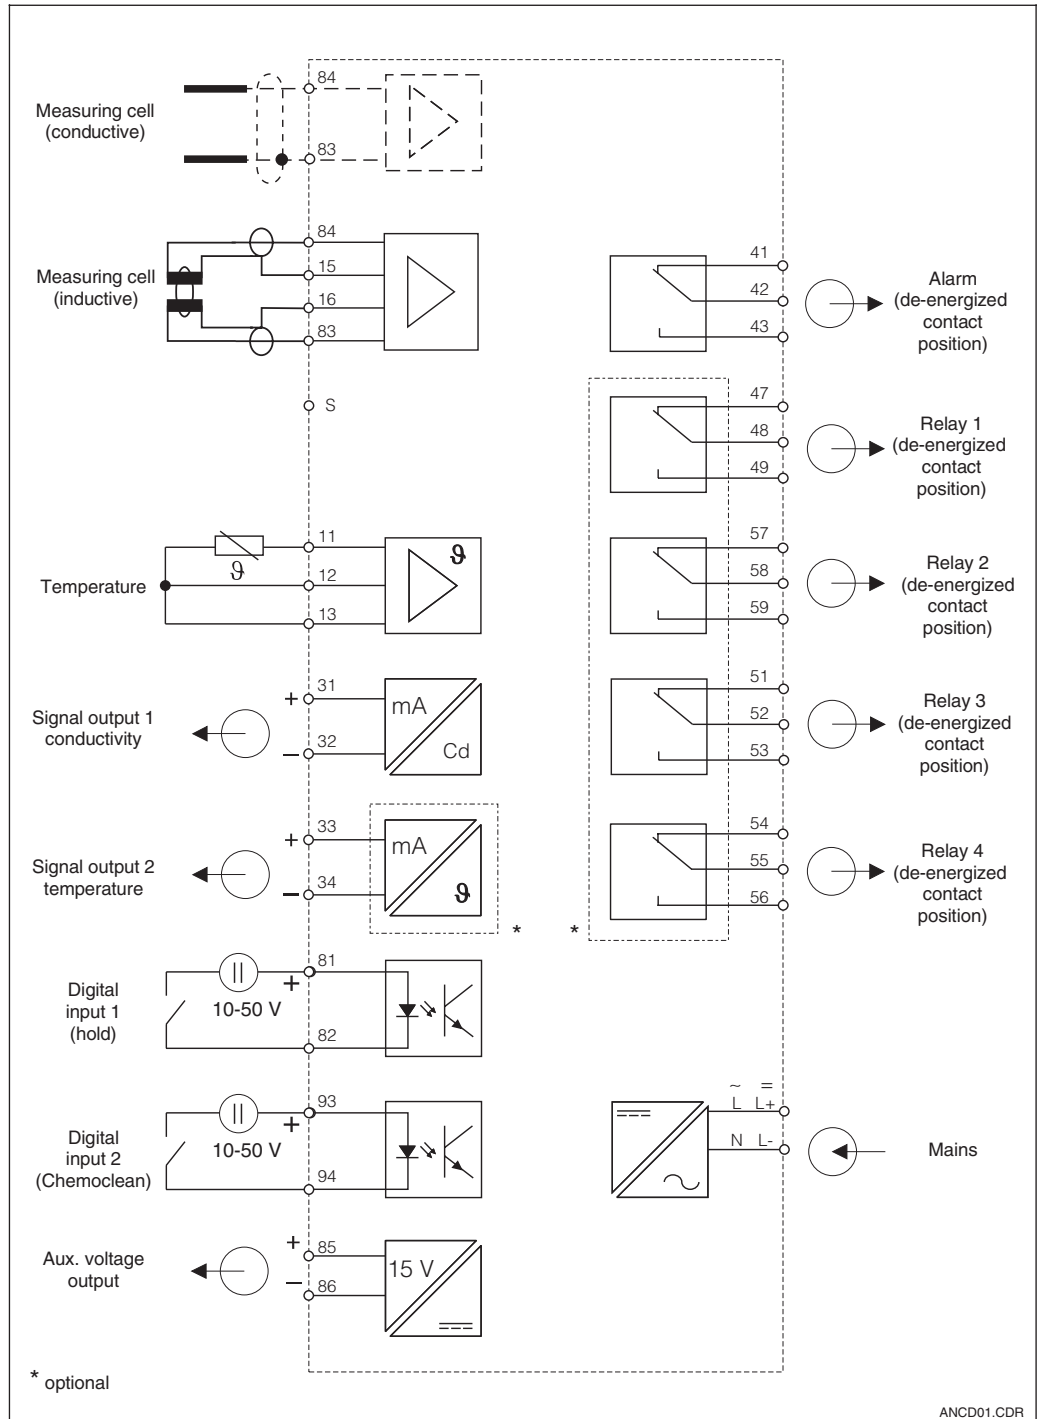 Measuring cell
(conductive)
84
83
Measuring cell
(inductive)
84
15
16
83
S
Temperature
ϑ
11
12
13
ϑ
Signal output 1
conductivity
+
–
31
32
mA
Cd
Signal output 2
temperature
+
–
33
34
mA
ϑ
*
Digital
input 1
(hold)
10-50 V
+
81
82
Digital
input 2
(Chemoclean)
10-50 V
+
93
94
Aux. voltage
output
+
–
85
86
15 V
41
42
43
Alarm
(de-energized
contact
position)
47
48
49
Relay 1
(de-energized
contact
position)
57
58
59
Relay 2
(de-energized
contact
position)
51
52
53
Relay 3
(de-energized
contact
position)
54
55
56
Relay 4
(de-energized
contact
position)
*
~ =
L L+
N L-
Mains
* optional
ANCD01.CDR